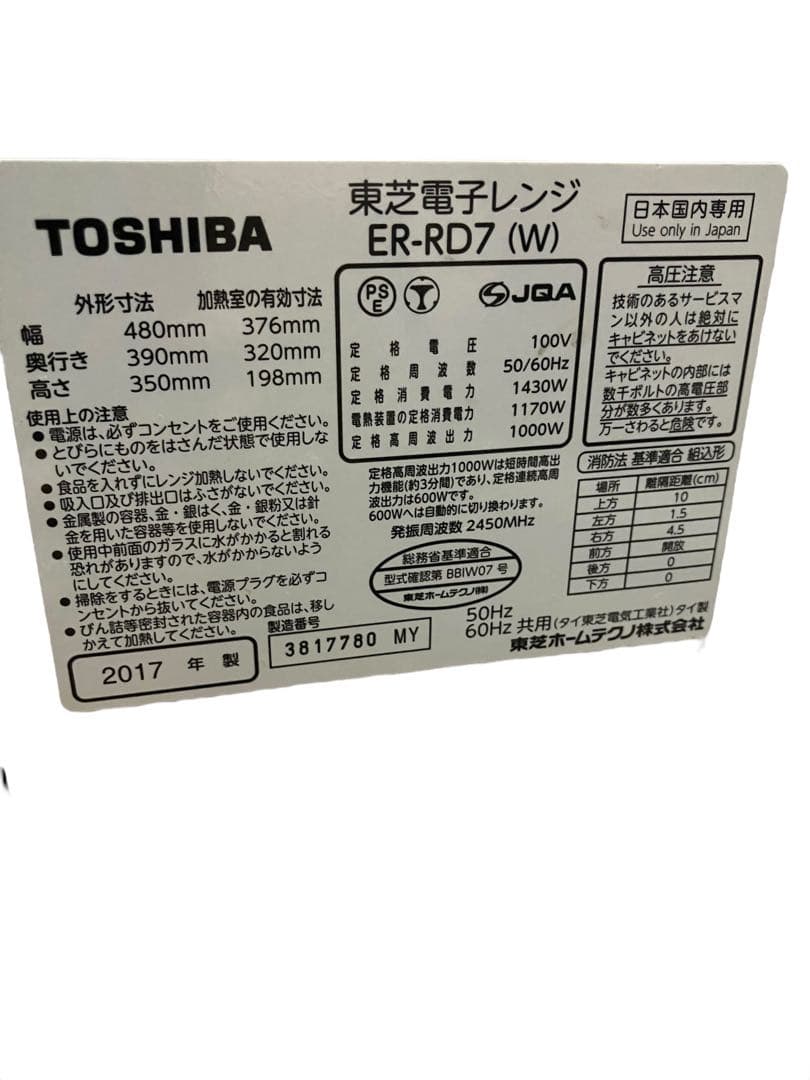 TOSHIBA
東芝電子レンジ
ER-RD7 (W)
日本国内専用
Use only in Japan
外形寸法 加熱室の有効寸法
幅 480mm 376mm
奥行き 390mm 320mm
高さ 350mm 198mm
PS
E
JQA
定格電圧 100V
定格周波数 50/60Hz
定格消費電力 1430W
電熱装置の定格消費電力 1170W
定格高周波出力 1000W
高圧注意
技術のあるサービスマ
ン以外の人は絶対に
キャビネットをあけない
でください。
キャビネットの内部には
数千ボルトの高電圧部
分が数多くあります。
万一さわると危険です。
使用上の注意
● 電源は、必ずコンセントをご使用ください。
● とびらにものをはさんだ状態で使用しな
いでください。
● 食品を入れずにレンジ加熱しないでください。
● 吸入口及び排出口はふさがないでください。
● 金属製の容器、金・銀はく、金・銀粉又は針
金を用いた容器等を使用しないでください。
● 使用中前面のガラスに水がかかると割れる
恐れがありますので、水がかからないよう
にしてください。
● 掃除をするときには、電源プラグを必ずコ
ンセントから抜いてください。
● びん詰等密封された容器内の食品は、移し
かえて加熱してください。
定格高周波出力1000Wは短時間高出
力機能(約3分間)であり、定格連続高周
波出力は600Wです。
600Wへは自動的に切り換わります。
発振周波数 2450MHz
総務省基準適合
型式確認第 BBIW07 号
東芝ホームテクノ(株)
消防法 基準適合 組込形
場所 離隔距離(cm)
上方 10
左方 1.5
右方 4.5
前方 開放
後方 0
下方 0
2017 年 製
製造番号
3817780 MY
50Hz
60Hz 共用 (タイ東芝電気工業社) タイ製
東芝ホームテクノ株式会社